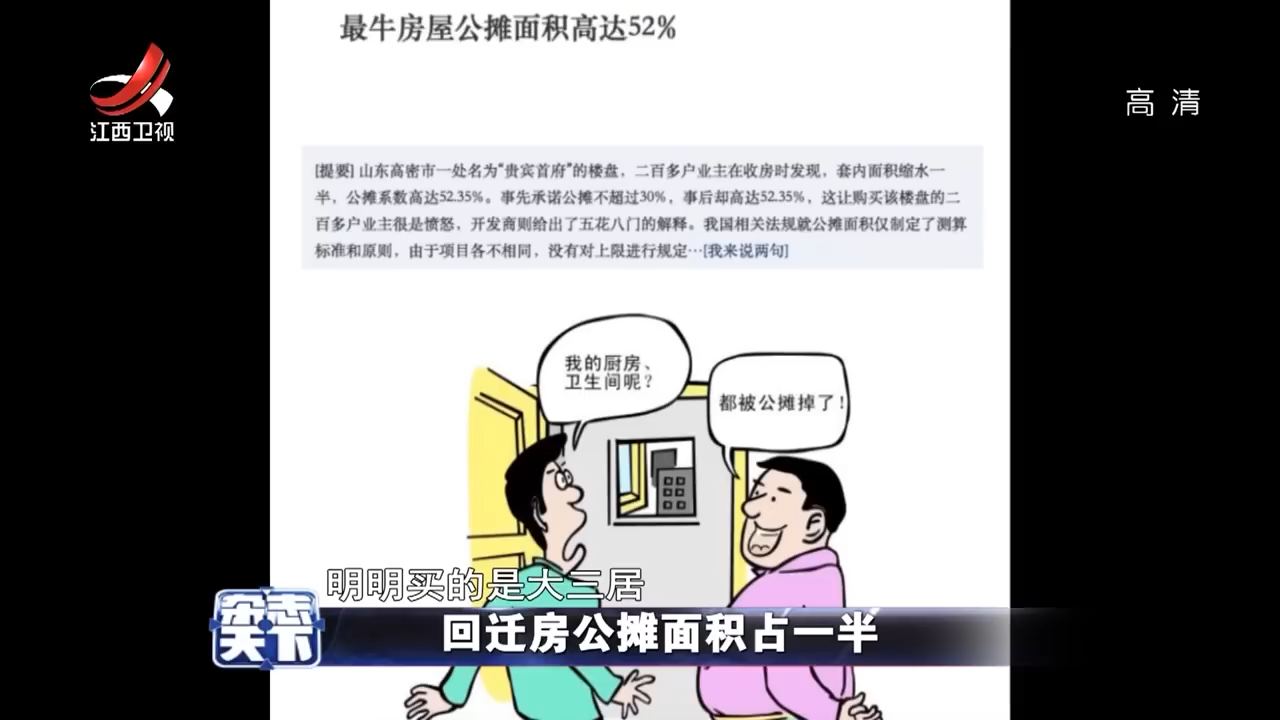 最牛房屋公摊面积高达52%
江西卫视
高清
[提要] 山东高密市一处名为“贵宾首府”的楼盘，二百多户业主在收房时发现，套内面积缩水一
半，公摊系数高达52.35%。事先承诺公摊不超过30%，事后却高达52.35%，这让购买该楼盘的二
百多户业主很是愤怒，开发商则给出了五花八门的解释。我国相关法规就公摊面积仅制定了测算
标准和原则，由于项目各不相同，没有对上限进行规定…[我来说两句]
我的厨房、
卫生间呢？
都被公摊掉了！
明明买的是大三居
杂志
天下
回迁房公摊面积占一半